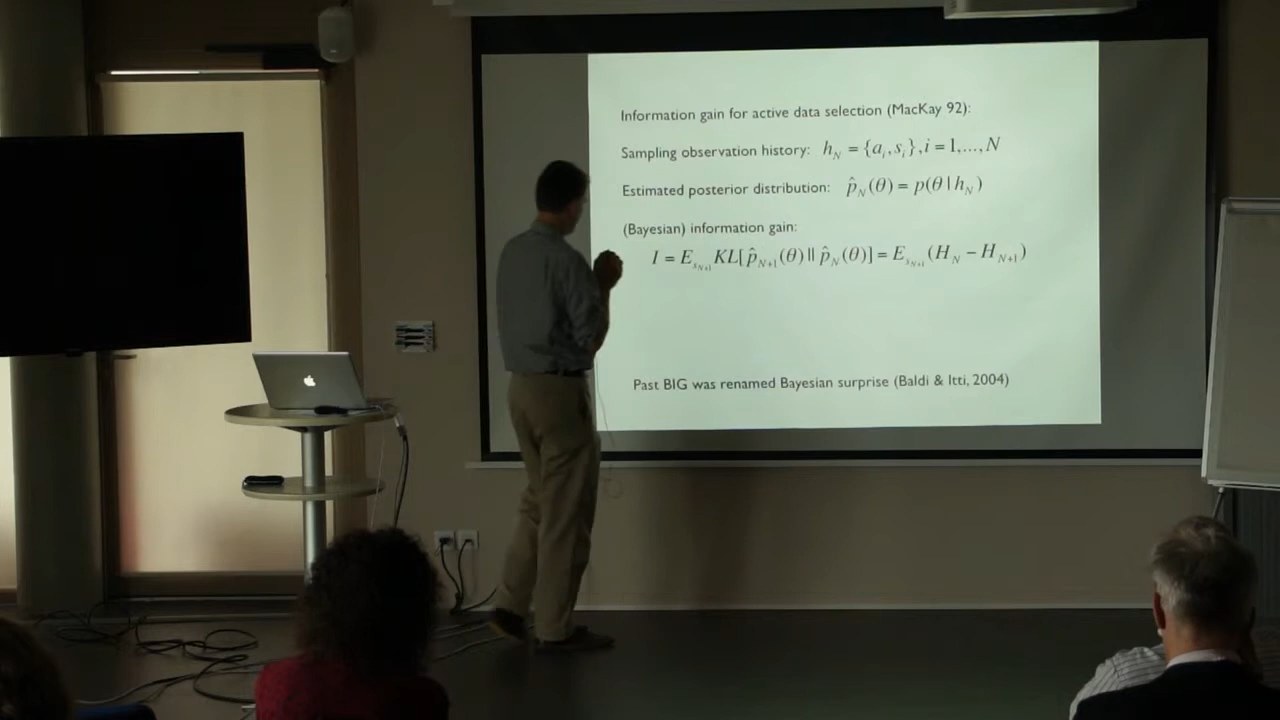 Information gain for active data selection (MacKay 92):
Sampling observation history: h_N = {a_i, s_i}, i = 1,..., N
Estimated posterior distribution: p̂_N(θ) = p(θ | h_N)
(Bayesian) information gain:
I = E_{s_{N+1}} KL[p̂_{N+1}(θ) || p̂_N(θ)] = E_{s_{N+1}} (H_N − H_{N+1})
Past BIG was renamed Bayesian surprise (Baldi & Itti, 2004)